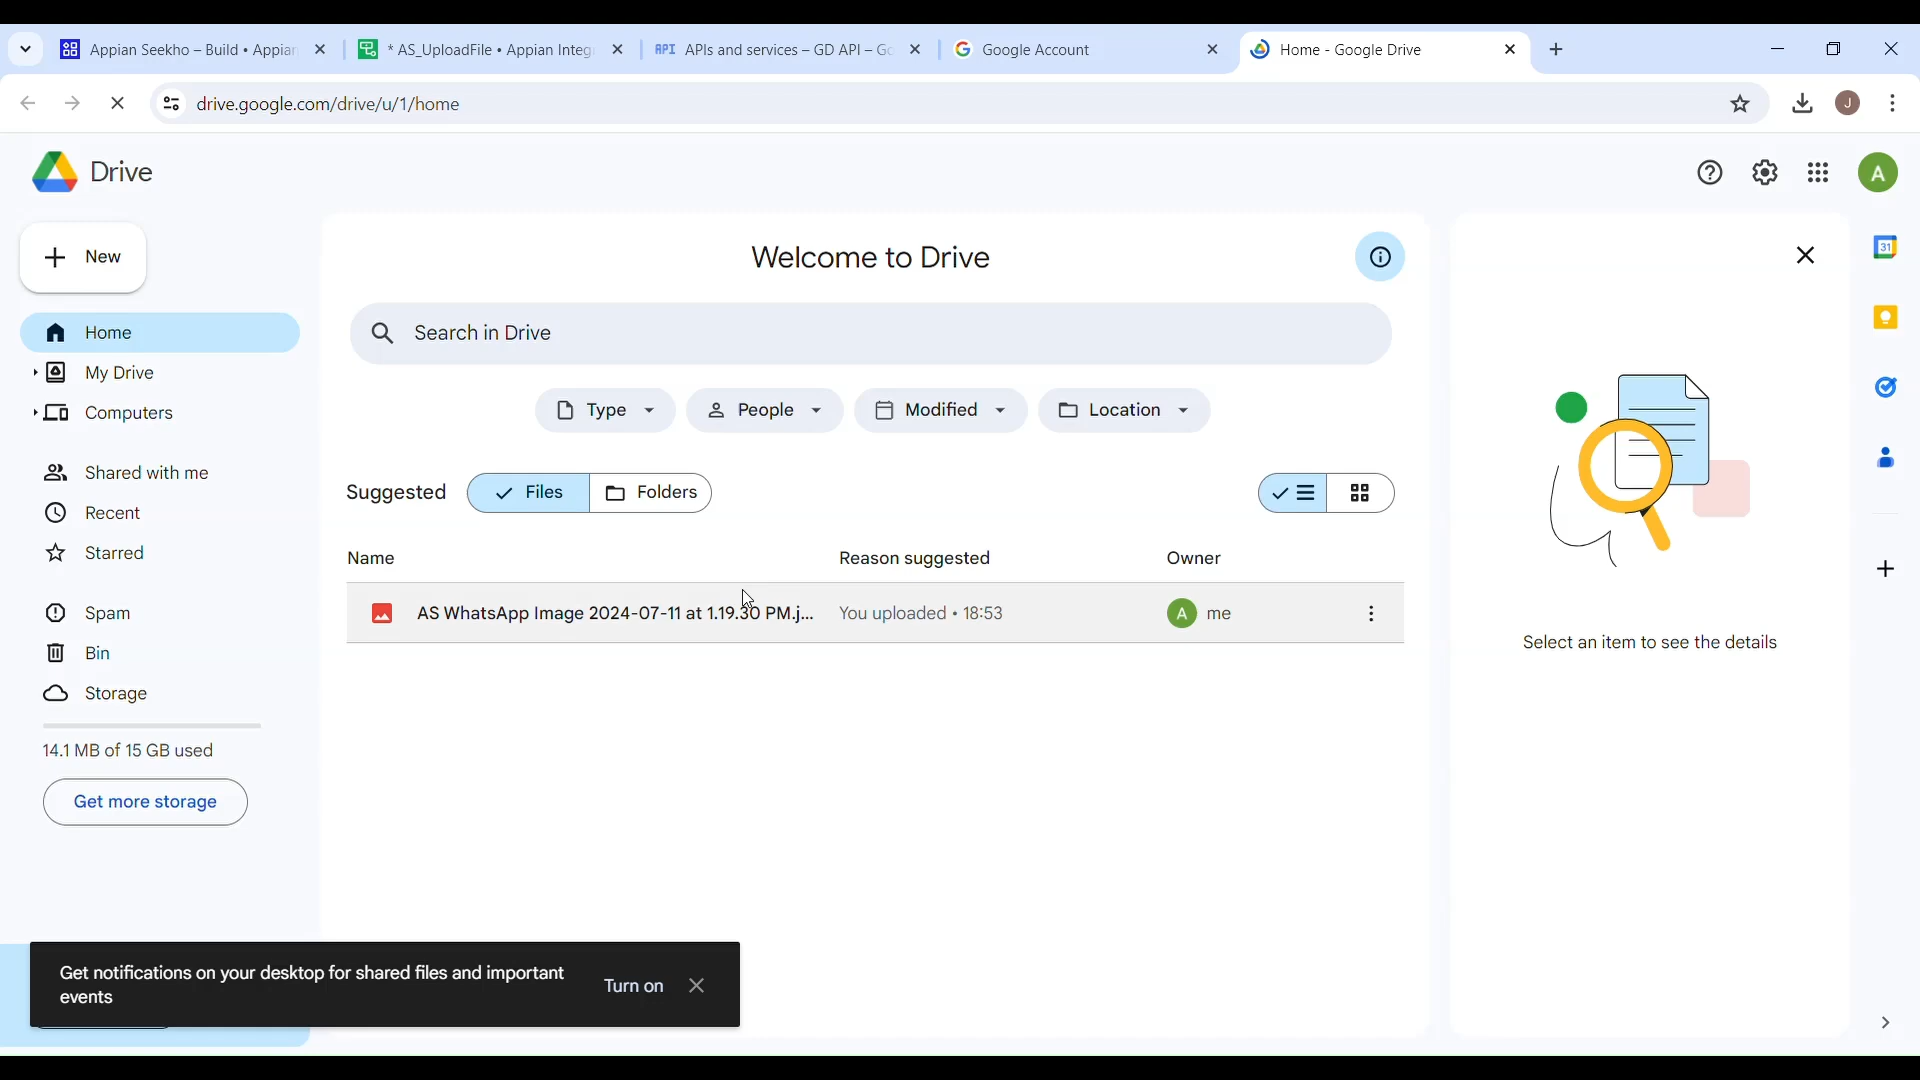 Appian Seekho – Build • Appian
* AS_UploadFile • Appian Integ
API APIs and services – GD API – Go
Google Account
Home - Google Drive
drive.google.com/drive/u/1/home
J
Drive
A
New
Welcome to Drive
31
Home
Search in Drive
My Drive
Computers
Type
People
Modified
Location
Shared with me
Suggested
Files
Folders
Recent
Starred
Name
Reason suggested
Owner
Spam
AS WhatsApp Image 2024-07-11 at 1.19.30 PM.j...
You uploaded • 18:53
A
me
Select an item to see the details
Bin
Storage
14.1 MB of 15 GB used
Get more storage
Get notifications on your desktop for shared files and important
events
Turn on